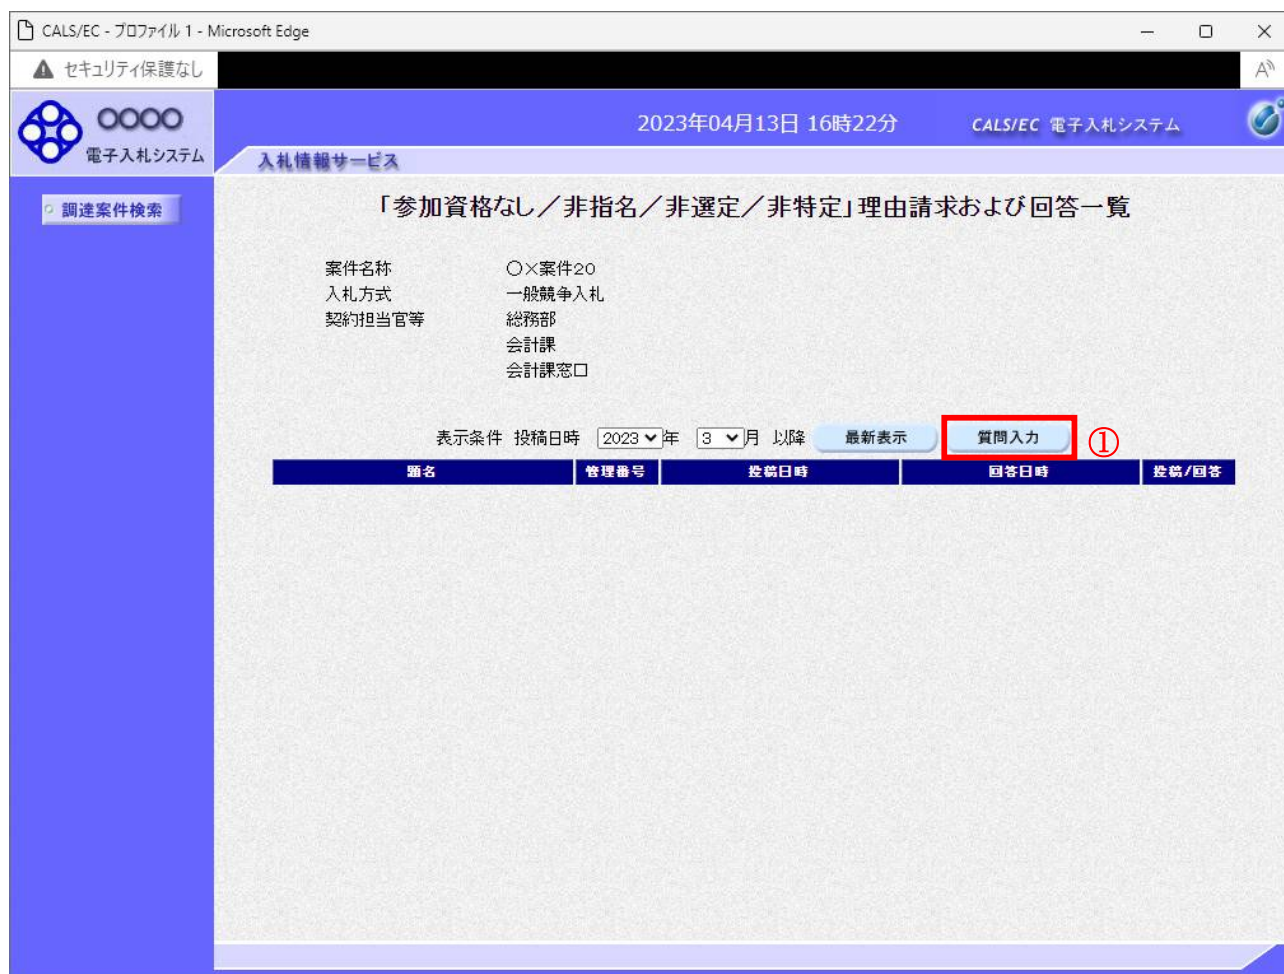 CALS/EC - プロファイル 1 - Microsoft Edge
セキュリティ保護なし
〇〇〇〇
電子入札システム
2023年04月13日 16時22分
CALS/EC 電子入札システム
入札情報サービス
調達案件検索
「参加資格なし／非指名／非選定／非特定」理由請求および回答一覧
案件名称 〇×案件20
入札方式 一般競争入札
契約担当官等 総務部
会計課
会計課窓口
表示条件 投稿日時 2023 年 3 月 以降 最新表示 質問入力 ①
題名 管理番号 投稿日時 回答日時 投稿/回答